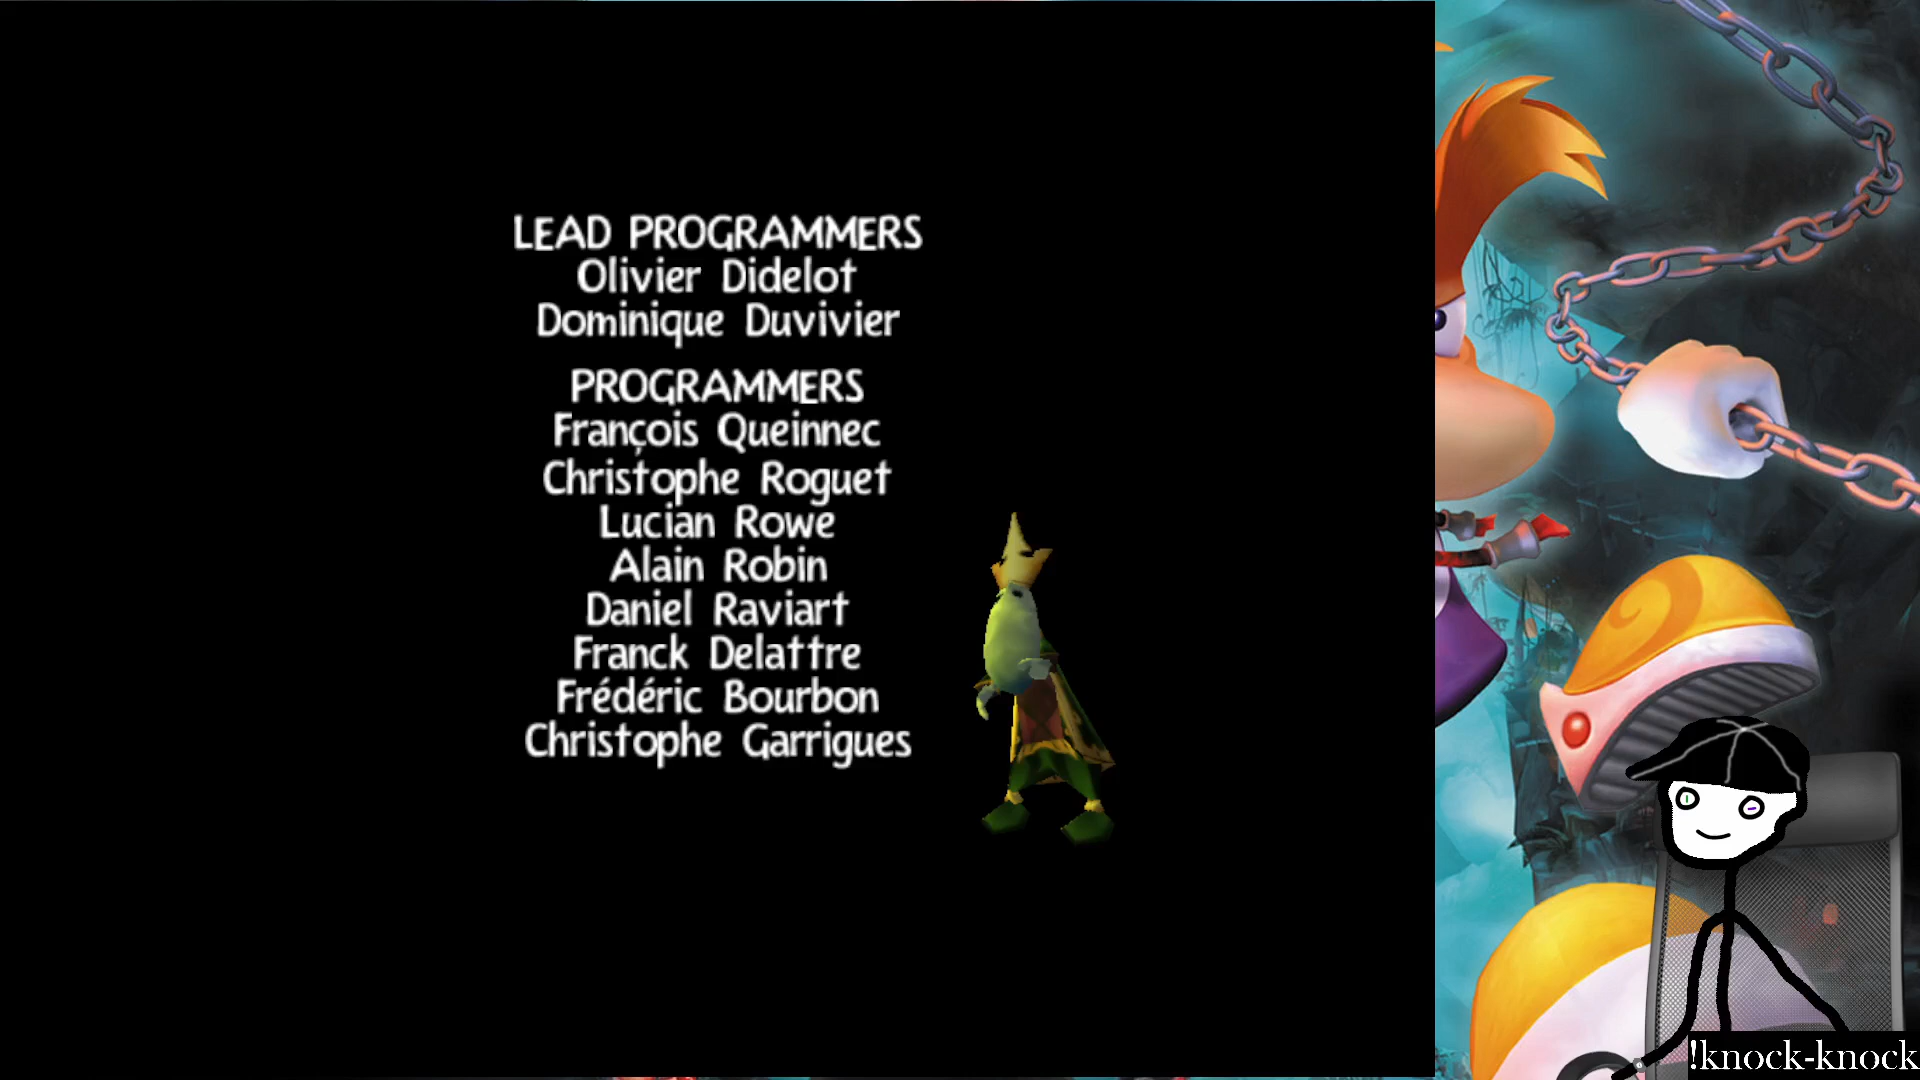 LEAD PROGRAMMERS
Olivier Didelot
Dominique Duvivier
PROGRAMMERS
François Queinnec
Christophe Roguet
Lucian Rowe
Alain Robin
Daniel Raviart
Franck Delattre
Frédéric Bourbon
Christophe Garrigues
!knock-knock